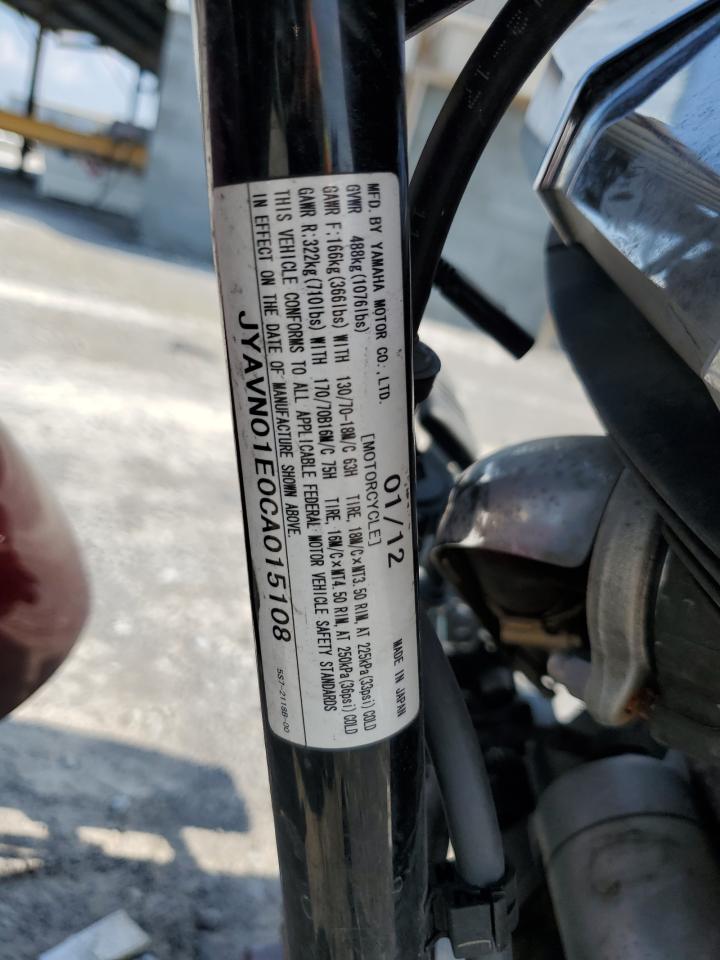 MFD. BY YAMAHA MOTOR CO., LTD. 01/12 MADE IN JAPAN
GVWR 488kg(1076lbs) [MOTORCYCLE]
GAWR F:166kg(366lbs) WITH 130/70-18M/C 63H TIRE, 18M/C×MT3.50 RIM, AT 225kPa(33psi) COLD
GAWR R:322kg(710lbs) WITH 170/70B16M/C 75H TIRE, 16M/C×MT4.50 RIM, AT 250kPa(36psi) COLD
THIS VEHICLE CONFORMS TO ALL APPLICABLE FEDERAL MOTOR VEHICLE SAFETY STANDARDS
IN EFFECT ON THE DATE OF MANUFACTURE SHOWN ABOVE.
JYAVN01E0CA015108
5S7-2118B-00